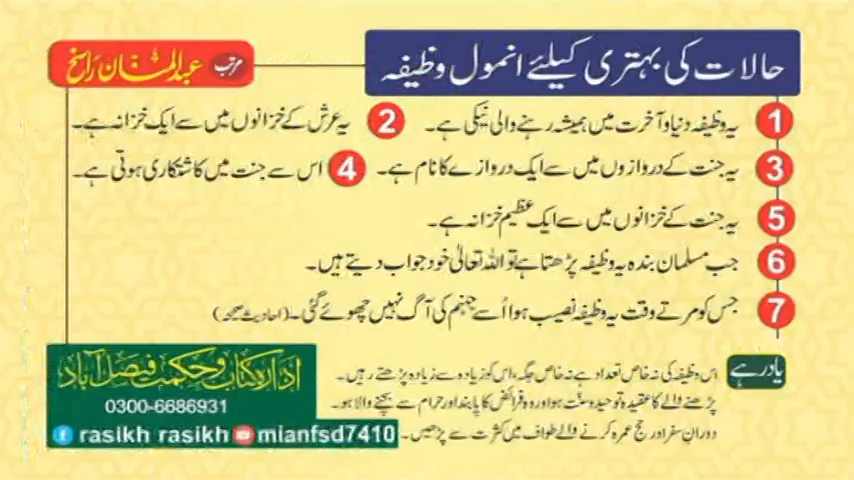 حالات کی بہتری کیلئے انمول وظیفہ
مرتب عبدالمنان راسخ
1 یہ وظیفہ دنیا و آخرت میں ہمیشہ رہنے والی نیکی ہے۔ 2 یہ عرش کے خزانوں میں سے ایک خزانہ ہے۔
3 یہ جنت کے دروازوں میں سے ایک دروازے کا نام ہے۔ 4 اس سے جنت میں کاشتکاری ہوتی ہے۔
5 یہ جنت کے خزانوں میں سے ایک عظیم خزانہ ہے۔
6 جب مسلمان بندہ یہ وظیفہ پڑھتا ہے تو اللہ تعالیٰ خود جواب دیتے ہیں۔
7 جس کو مرتے وقت یہ وظیفہ نصیب ہوا اُسے جہنم کی آگ نہیں چھوئے گی۔ (احادیث صحیحہ)
یاد رہے
اس وظیفہ کی نہ خاص تعداد ہے نہ خاص جگہ، اس کو زیادہ سے زیادہ پڑھتے رہیں۔
پڑھنے والے کا عقیدہ توحید و سنت ہو اور وہ فرائض کا پابند اور حرام سے بچنے والا ہو۔
دورانِ سفر اور حج عمرہ کرنے والے طواف میں کثرت سے پڑھیں۔
ادارہ کتاب و حکمت فیصل آباد
0300-6686931
rasikh rasikh mianfsd7410